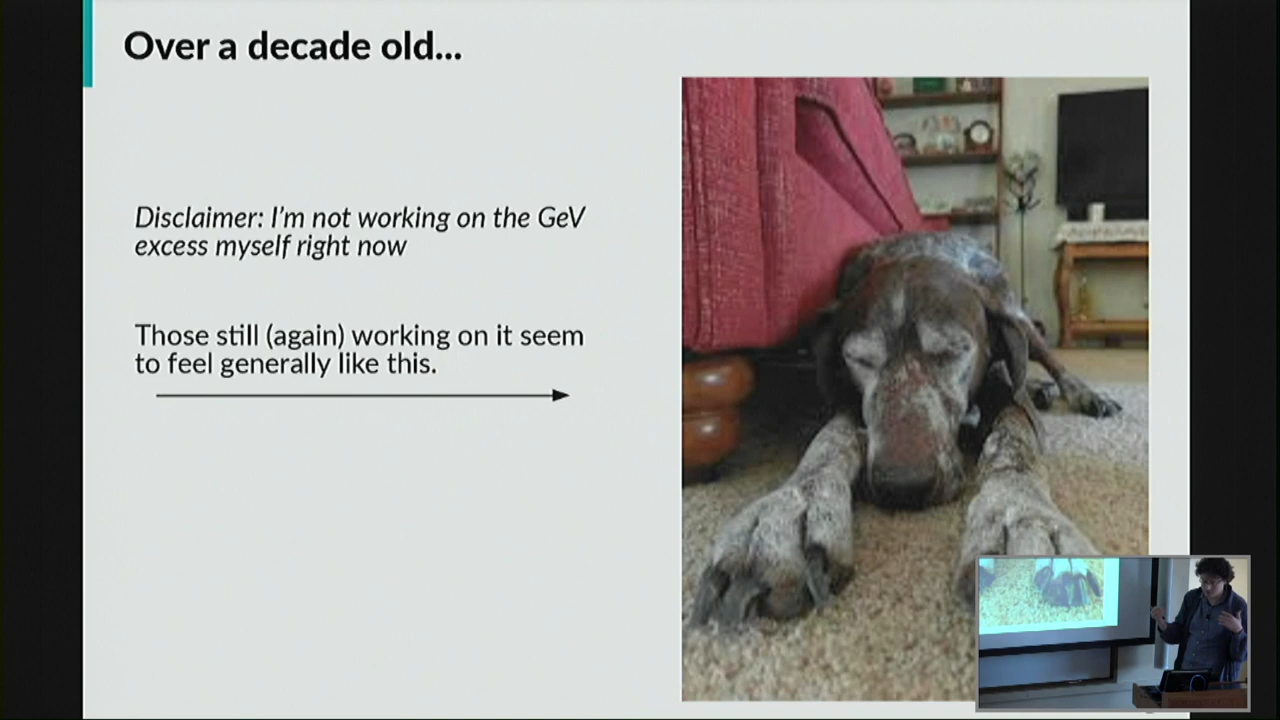 Over a decade old...
Disclaimer: I'm not working on the GeV
excess myself right now
Those still (again) working on it seem
to feel generally like this.